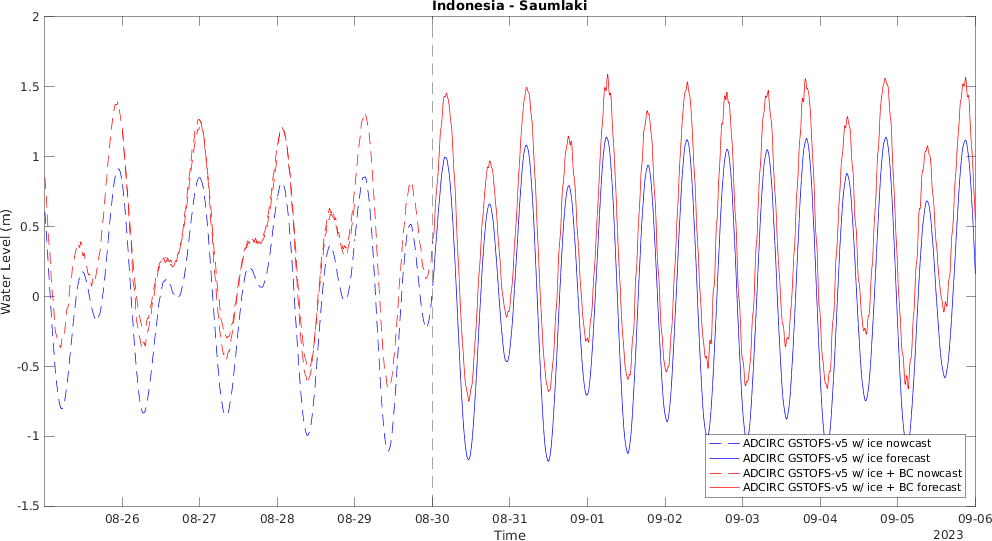 Indonesia - Saumlaki
Water Level (m)
2
1.5
1
0.5
0
-0.5
-1
-1.5
ADCIRC GSTOFS-v5 w/ ice nowcast
ADCIRC GSTOFS-v5 w/ ice forecast
ADCIRC GSTOFS-v5 w/ ice + BC nowcast
ADCIRC GSTOFS-v5 w/ ice + BC forecast
08-26 08-27 08-28 08-29 08-30 08-31 09-01 09-02 09-03 09-04 09-05 09-06
Time
2023